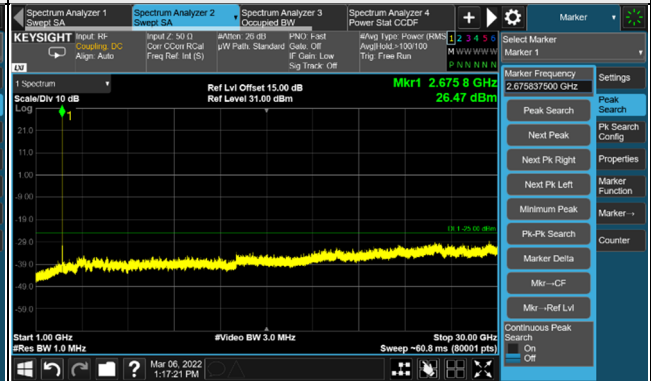 Spectrum Analyzer 1
Swept SA
Spectrum Analyzer 2
Swept SA
Spectrum Analyzer 3
Occupied BW
Spectrum Analyzer 4
Power Stat CCDF
Marker
KEYSIGHT
Input: RF
Coupling: DC
Align: Auto
Input Z: 50 Ω
Corr CCorr RCal
Freq Ref: Int (S)
#Atten: 26 dB
µW Path: Standard
PNO: Fast
Gate: Off
IF Gain: Low
Sig Track: Off
#Avg Type: Power (RMS
Avg|Hold:>100/100
Trig: Free Run
1 2 3 4 5 6
M W W W W W
P N N N N N
LXI
Select Marker
Marker 1
1 Spectrum
Scale/Div 10 dB
Ref Lvl Offset 15.00 dB
Ref Level 31.00 dBm
Mkr1 2.675 8 GHz
26.47 dBm
Log
1
21.0
11.0
1.00
-9.00
-19.0
-29.0
-39.0
-49.0
-59.0
DL1 -25.00 dBm
Start 1.00 GHz
#Res BW 1.0 MHz
#Video BW 3.0 MHz
Stop 30.00 GHz
Sweep ~60.8 ms (80001 pts)
Marker Frequency
2.675837500 GHz
Peak Search
Next Peak
Next Pk Right
Next Pk Left
Minimum Peak
Pk-Pk Search
Marker Delta
Mkr→CF
Mkr→Ref Lvl
Continuous Peak
Search
On
Off
Settings
Peak
Search
Pk Search
Config
Properties
Marker
Function
Marker→
Counter
Mar 06, 2022
1:17:21 PM